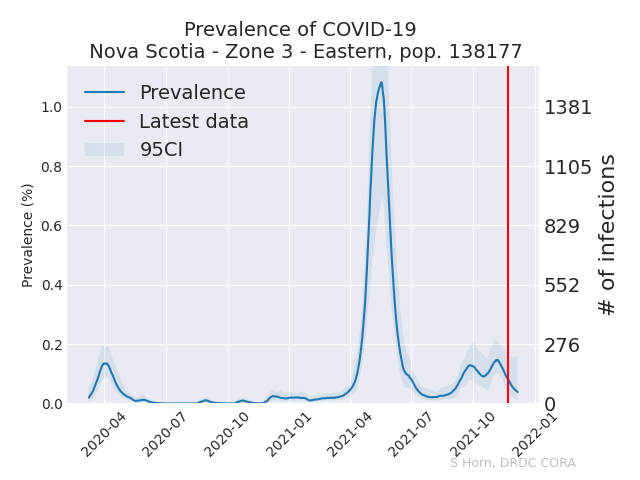 Prevalence of COVID-19
Nova Scotia - Zone 3 - Eastern, pop. 138177
Prevalence
Latest data
95CI
Prevalence (%)
1.0
0.8
0.6
0.4
0.2
0.0
1381
1105
829
552
276
0
# of infections
2020-04
2020-07
2020-10
2021-01
2021-04
2021-07
2021-10
2022-01
S Horn, DRDC CORA